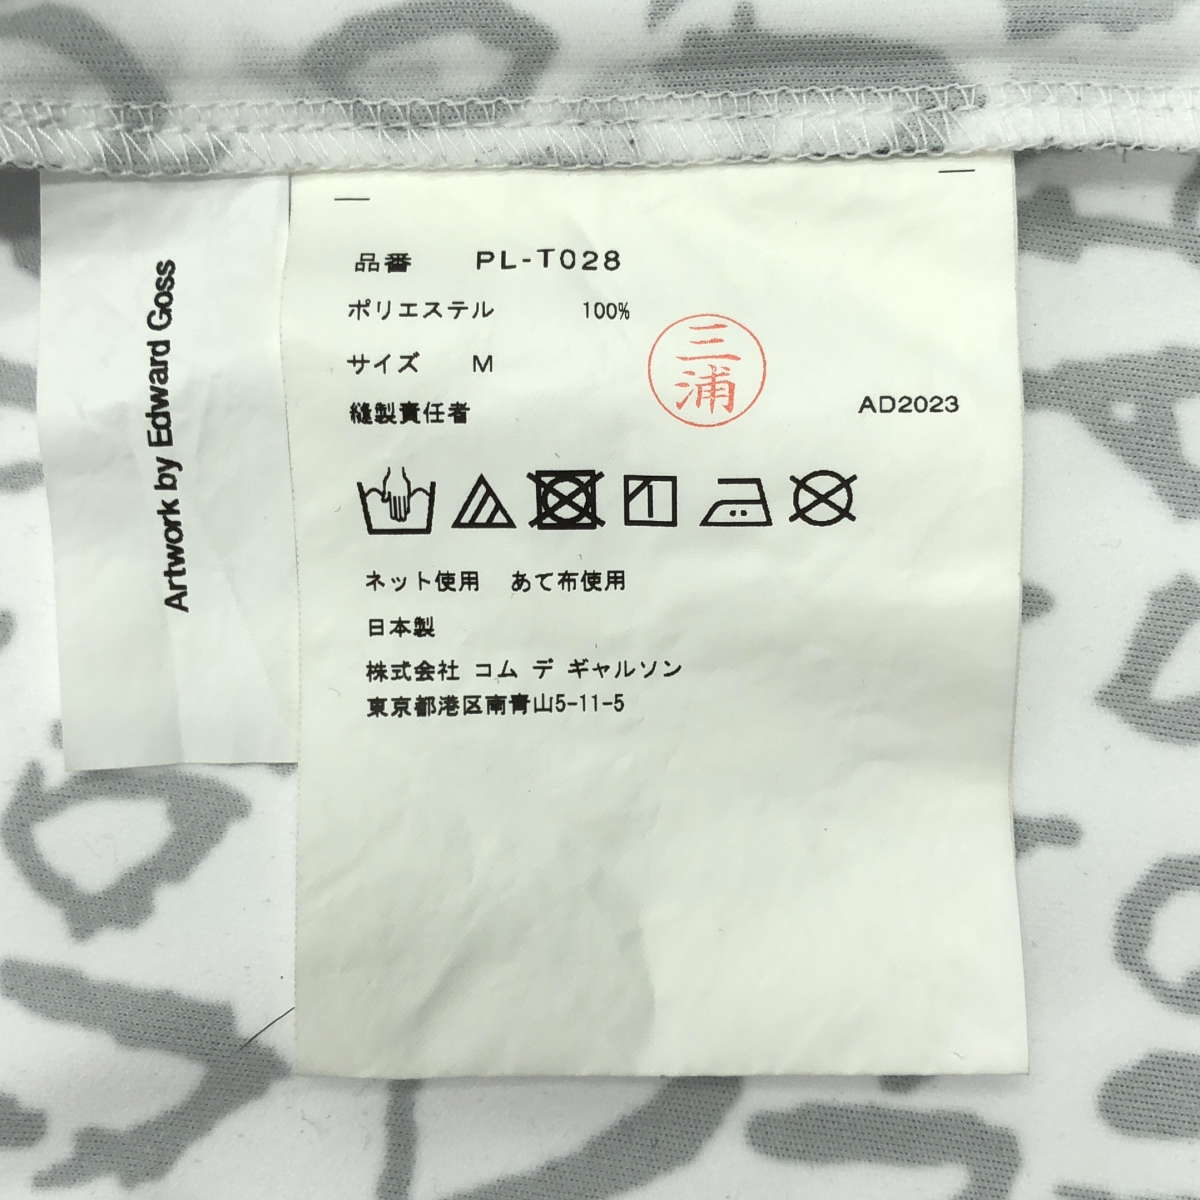 Artwork by Edward Goss
品番 PL-T028
ポリエステル 100%
サイズ M
縫製責任者
三浦
AD2023
ネット使用 あて布使用
日本製
株式会社 コム デ ギャルソン
東京都港区南青山5-11-5